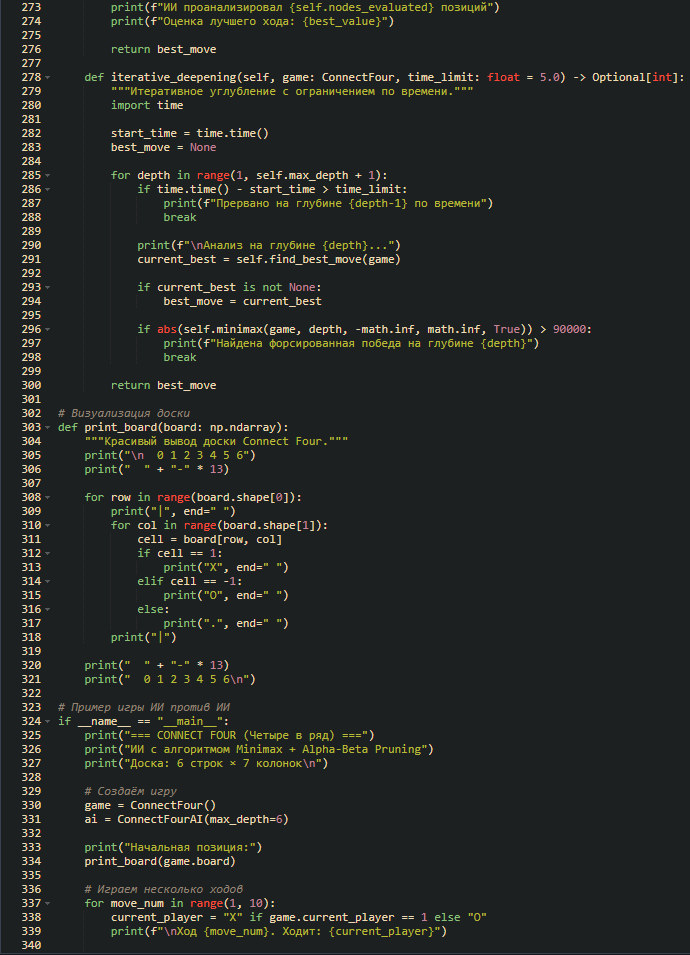 273         print(f"ИИ проанализировал {self.nodes_evaluated} позиций")
274         print(f"Оценка лучшего хода: {best_value}")
275
276         return best_move
277
278     def iterative_deepening(self, game: ConnectFour, time_limit: float = 5.0) -> Optional[int]:
279         """Итеративное углубление с ограничением по времени."""
280         import time
281
282         start_time = time.time()
283         best_move = None
284
285         for depth in range(1, self.max_depth + 1):
286             if time.time() - start_time > time_limit:
287                 print(f"Прервано на глубине {depth-1} по времени")
288                 break
289
290             print(f"\nАнализ на глубине {depth}...")
291             current_best = self.find_best_move(game)
292
293             if current_best is not None:
294                 best_move = current_best
295
296             if abs(self.minimax(game, depth, -math.inf, math.inf, True)) > 90000:
297                 print(f"Найдена форсированная победа на глубине {depth}")
298                 break
299
300         return best_move
301
302 # Визуализация доски
303 def print_board(board: np.ndarray):
304     """Красивый вывод доски Connect Four."""
305     print("\n  0 1 2 3 4 5 6")
306     print("  " + "-" * 13)
307
308     for row in range(board.shape[0]):
309         print("|", end=" ")
310         for col in range(board.shape[1]):
311             cell = board[row, col]
312             if cell == 1:
313                 print("X", end=" ")
314             elif cell == -1:
315                 print("O", end=" ")
316             else:
317                 print(".", end=" ")
318         print("|")
319
320     print("  " + "-" * 13)
321     print("  0 1 2 3 4 5 6\n")
322
323 # Пример игры ИИ против ИИ
324 if __name__ == "__main__":
325     print("=== CONNECT FOUR (Четыре в ряд) ===")
326     print("ИИ с алгоритмом Minimax + Alpha-Beta Pruning")
327     print("Доска: 6 строк × 7 колонок\n")
328
329     # Создаём игру
330     game = ConnectFour()
331     ai = ConnectFourAI(max_depth=6)
332
333     print("Начальная позиция:")
334     print_board(game.board)
335
336     # Играем несколько ходов
337     for move_num in range(1, 10):
338         current_player = "X" if game.current_player == 1 else "O"
339         print(f"\nХод {move_num}. Ходит: {current_player}")
340